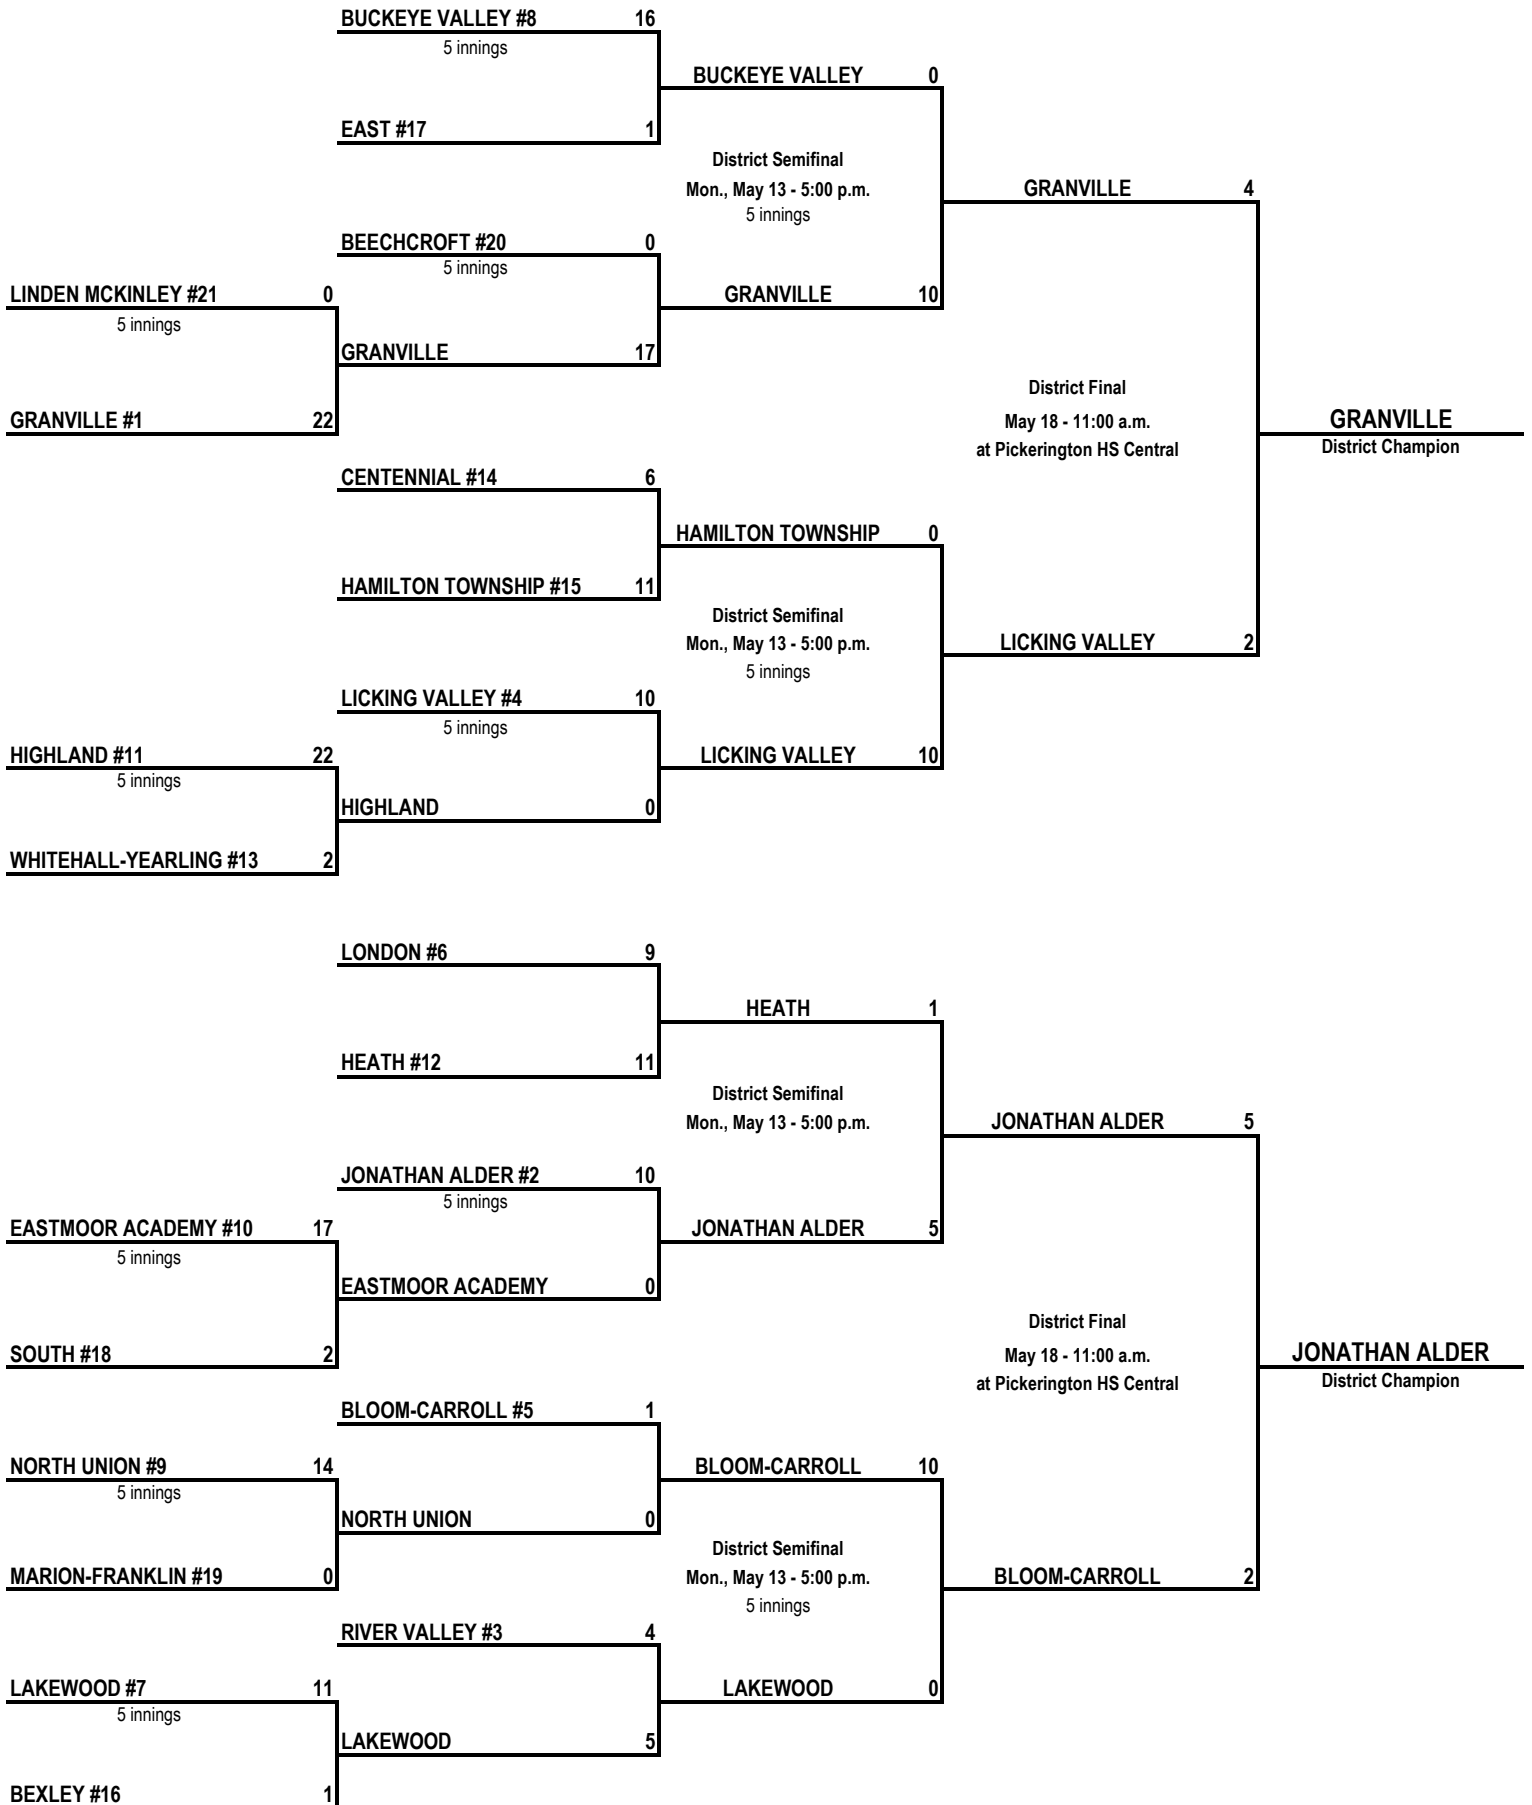 BUCKEYE VALLEY #8 16
5 innings
BUCKEYE VALLEY 0
EAST #17 1
District Semifinal
Mon., May 13 - 5:00 p.m.
5 innings
GRANVILLE 4
BEECHCROFT #20 0
5 innings
LINDEN MCKINLEY #21 0
5 innings
GRANVILLE 10
GRANVILLE 17
GRANVILLE #1 22
District Final
May 18 - 11:00 a.m.
at Pickerington HS Central
GRANVILLE
District Champion
CENTENNIAL #14 6
HAMILTON TOWNSHIP 0
HAMILTON TOWNSHIP #15 11
District Semifinal
Mon., May 13 - 5:00 p.m.
5 innings
LICKING VALLEY 2
LICKING VALLEY #4 10
5 innings
HIGHLAND #11 22
5 innings
LICKING VALLEY 10
HIGHLAND 0
WHITEHALL-YEARLING #13 2
LONDON #6 9
HEATH 1
HEATH #12 11
District Semifinal
Mon., May 13 - 5:00 p.m.
JONATHAN ALDER 5
JONATHAN ALDER #2 10
5 innings
EASTMOOR ACADEMY #10 17
5 innings
JONATHAN ALDER 5
EASTMOOR ACADEMY 0
SOUTH #18 2
District Final
May 18 - 11:00 a.m.
at Pickerington HS Central
JONATHAN ALDER
District Champion
BLOOM-CARROLL #5 1
NORTH UNION #9 14
5 innings
BLOOM-CARROLL 10
NORTH UNION 0
MARION-FRANKLIN #19 0
District Semifinal
Mon., May 13 - 5:00 p.m.
5 innings
BLOOM-CARROLL 2
RIVER VALLEY #3 4
LAKEWOOD #7 11
5 innings
LAKEWOOD 0
LAKEWOOD 5
BEXLEY #16 1